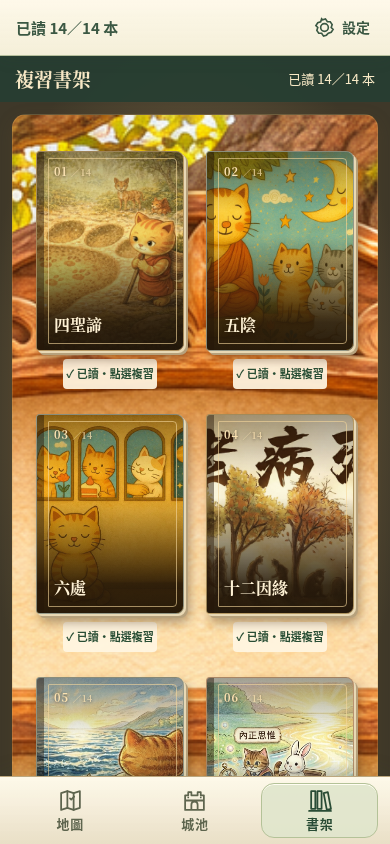 已讀 14／14 本
設定
複習書架
已讀 14／14 本
01 / 14
四聖諦
✓ 已讀・點選複習
02 / 14
五陰
✓ 已讀・點選複習
03 / 14
六處
✓ 已讀・點選複習
04 / 14
病
十二因緣
✓ 已讀・點選複習
05 / 14
06 / 14
內正思惟
地圖
城池
書架